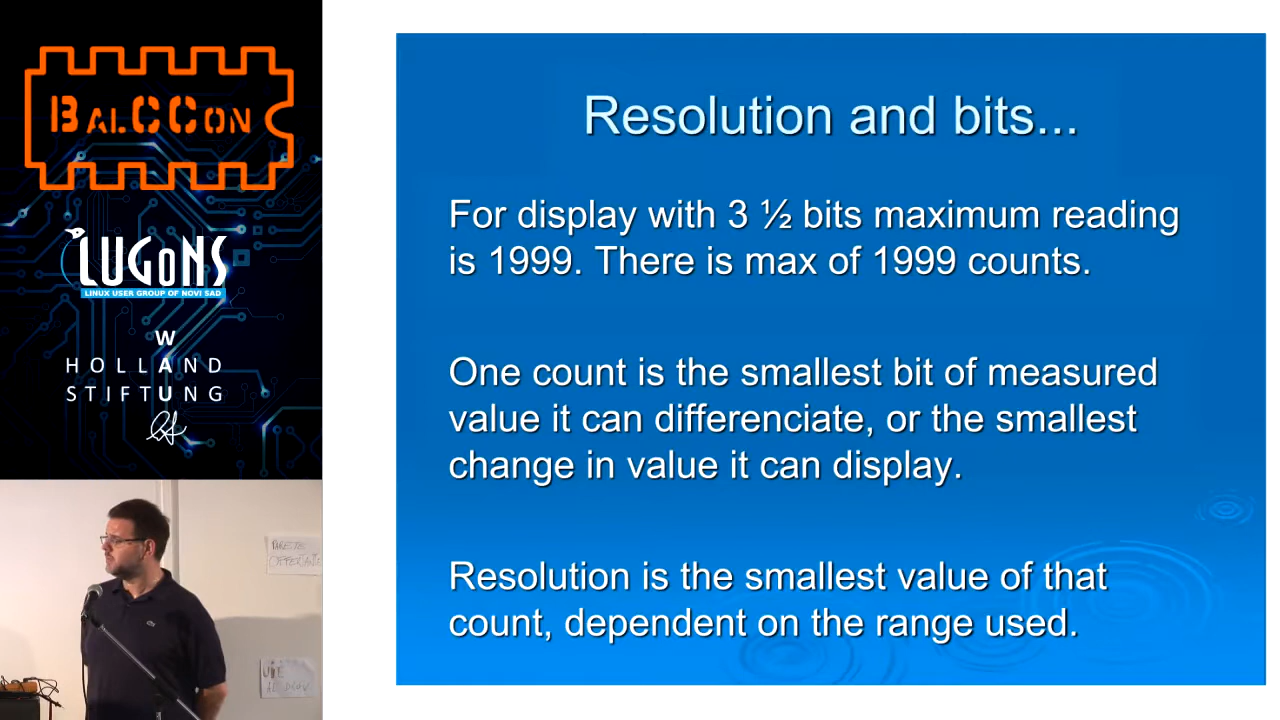 BALCCON
LUGoNS
LINUX USER GROUP OF NOVI SAD
W
HOLLAND
A
STIFTUNG
Resolution and bits...
For display with 3 ½ bits maximum reading
is 1999. There is max of 1999 counts.
One count is the smallest bit of measured
value it can differenciate, or the smallest
change in value it can display.
Resolution is the smallest value of that
count, dependent on the range used.